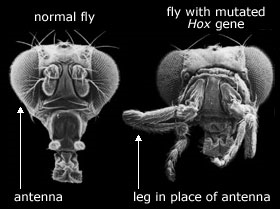 normal fly
fly with mutated
Hox gene
antenna
leg in place of antenna